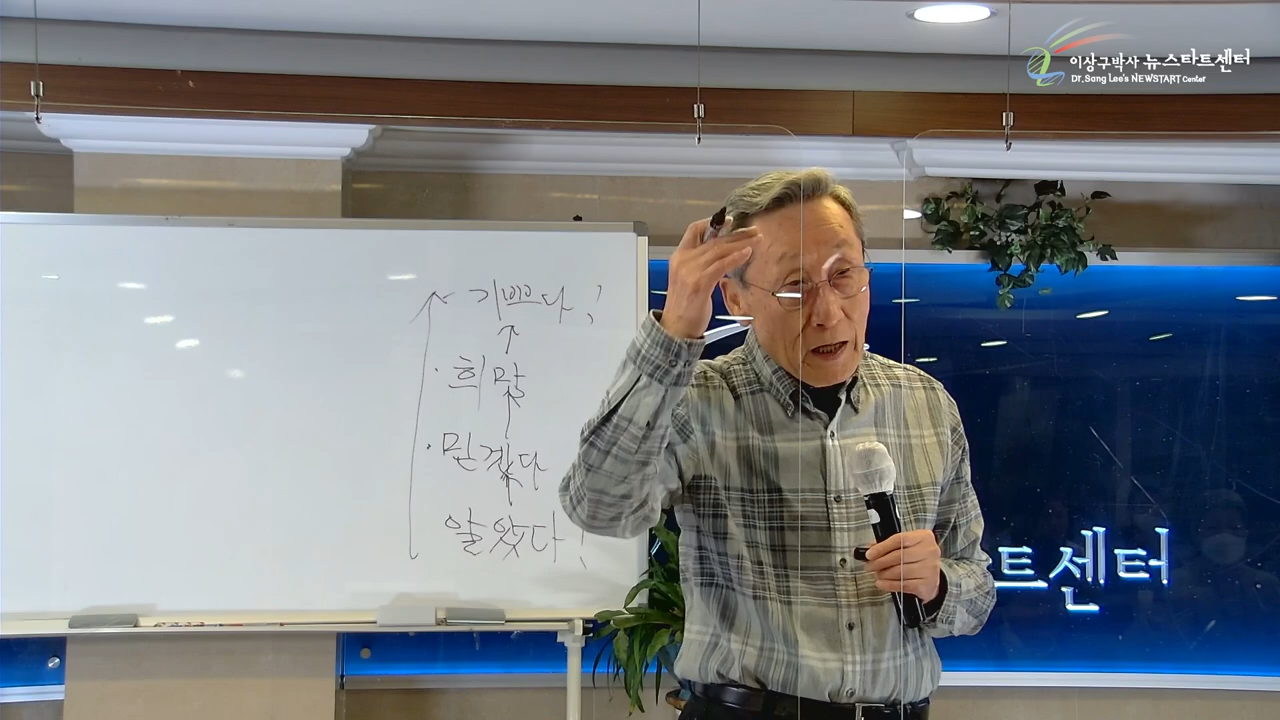 이상구박사 뉴스타트센터
Dr. Sang Lee's NEWSTART Center
기쁘다!
· 희망
· 믿겠다
알았다!
트센터